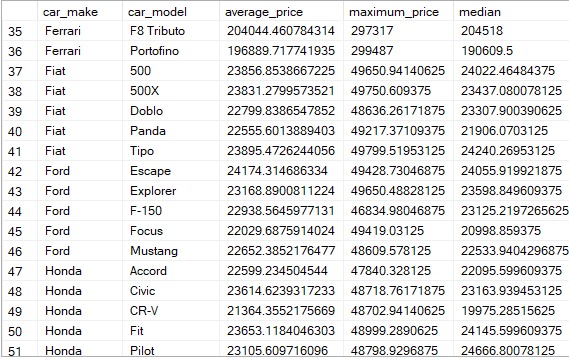 car_make car_model average_price maximum_price median
35 Ferrari F8 Tributo 204044.460784314 297317 204518
36 Ferrari Portofino 196889.717741935 299487 190609.5
37 Fiat 500 23856.8538667225 49650.94140625 24022.46484375
38 Fiat 500X 23831.2799573521 49750.609375 23437.080078125
39 Fiat Doblo 22799.8386547852 48636.26171875 23307.900390625
40 Fiat Panda 22555.6013889403 49217.37109375 21906.0703125
41 Fiat Tipo 23895.4726244056 49799.51953125 24240.26953125
42 Ford Escape 24174.314686334 49428.73046875 24055.919921875
43 Ford Explorer 23168.8900811224 49650.48828125 23598.849609375
44 Ford F-150 22938.5645977131 46834.98046875 23125.2197265625
45 Ford Focus 22029.6875914024 49419.03125 20998.859375
46 Ford Mustang 22652.3852176477 48609.578125 22533.9404296875
47 Honda Accord 22599.234504544 47840.328125 22095.599609375
48 Honda Civic 23614.6239317233 48718.76171875 23163.939453125
49 Honda CR-V 21364.3552175669 48702.94140625 19975.28515625
50 Honda Fit 23653.1184046303 48999.2890625 24145.599609375
51 Honda Pilot 23105.609716096 48798.9296875 24666.80078125